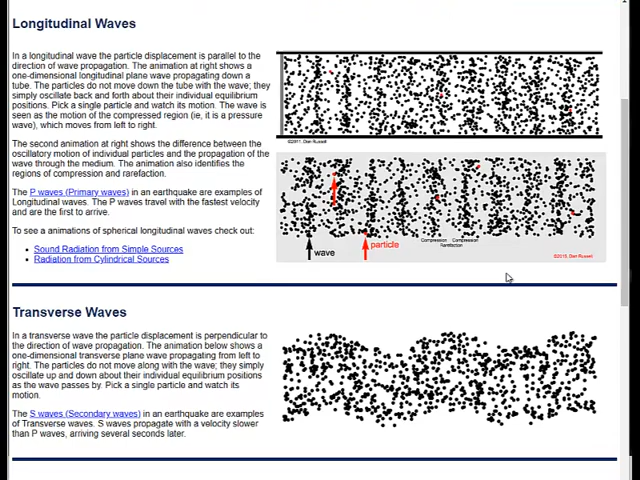 Longitudinal Waves
In a longitudinal wave the particle displacement is parallel to the
direction of wave propagation. The animation at right shows a
one-dimensional longitudinal plane wave propagating down a
tube. The particles do not move down the tube with the wave; they
simply oscillate back and forth about their individual equilibrium
positions. Pick a single particle and watch its motion. The wave is
seen as the motion of the compressed region (ie, it is a pressure
wave), which moves from left to right.
©2011, Dan Russell
The second animation at right shows the difference between the
oscillatory motion of individual particles and the propagation of the
wave through the medium. The animation also identifies the
regions of compression and rarefaction.
The P waves (Primary waves) in an earthquake are examples of
Longitudinal waves. The P waves travel with the fastest velocity
and are the first to arrive.
To see a animations of spherical longitudinal waves check out:
Sound Radiation from Simple Sources
Radiation from Cylindrical Sources
wave
particle
Compression Compression
Rarefaction
©2015, Dan Russell
Transverse Waves
In a transverse wave the particle displacement is perpendicular to
the direction of wave propagation. The animation below shows a
one-dimensional transverse plane wave propagating from left to
right. The particles do not move along with the wave; they simply
oscillate up and down about their individual equilibrium positions
as the wave passes by. Pick a single particle and watch its
motion.
The S waves (Secondary waves) in an earthquake are examples
of Transverse waves. S waves propagate with a velocity slower
than P waves, arriving several seconds later.